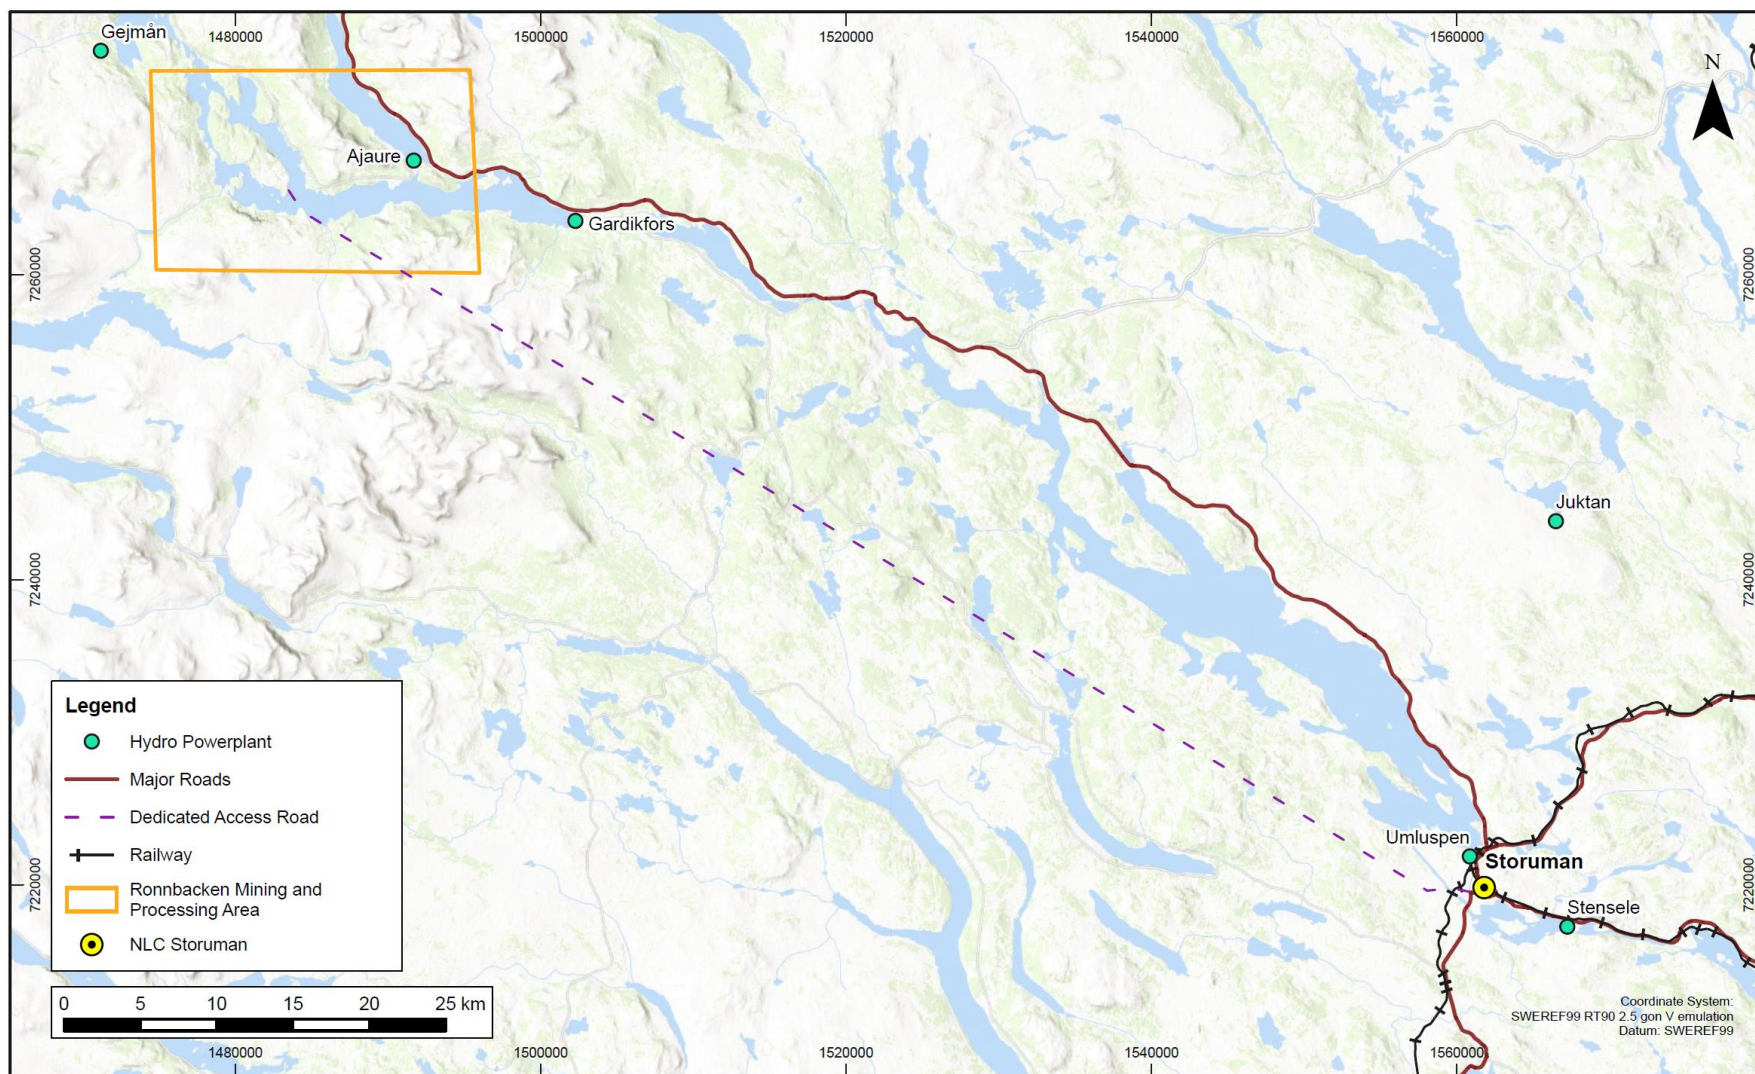 Gejmån
1480000
1500000
1520000
1540000
1560000
N
Ajaure
Gardikfors
7260000
7260000
Juktan
7240000
7240000
Legend
Hydro Powerplant
Major Roads
Dedicated Access Road
Railway
Ronnbacken Mining and
Processing Area
NLC Storuman
Umluspen
Storuman
7220000
7220000
Stensele
0 5 10 15 20 25 km
Coordinate System:
SWEREF99 RT90 2.5 gon V emulation
Datum: SWEREF99
1480000
1500000
1520000
1540000
1560000